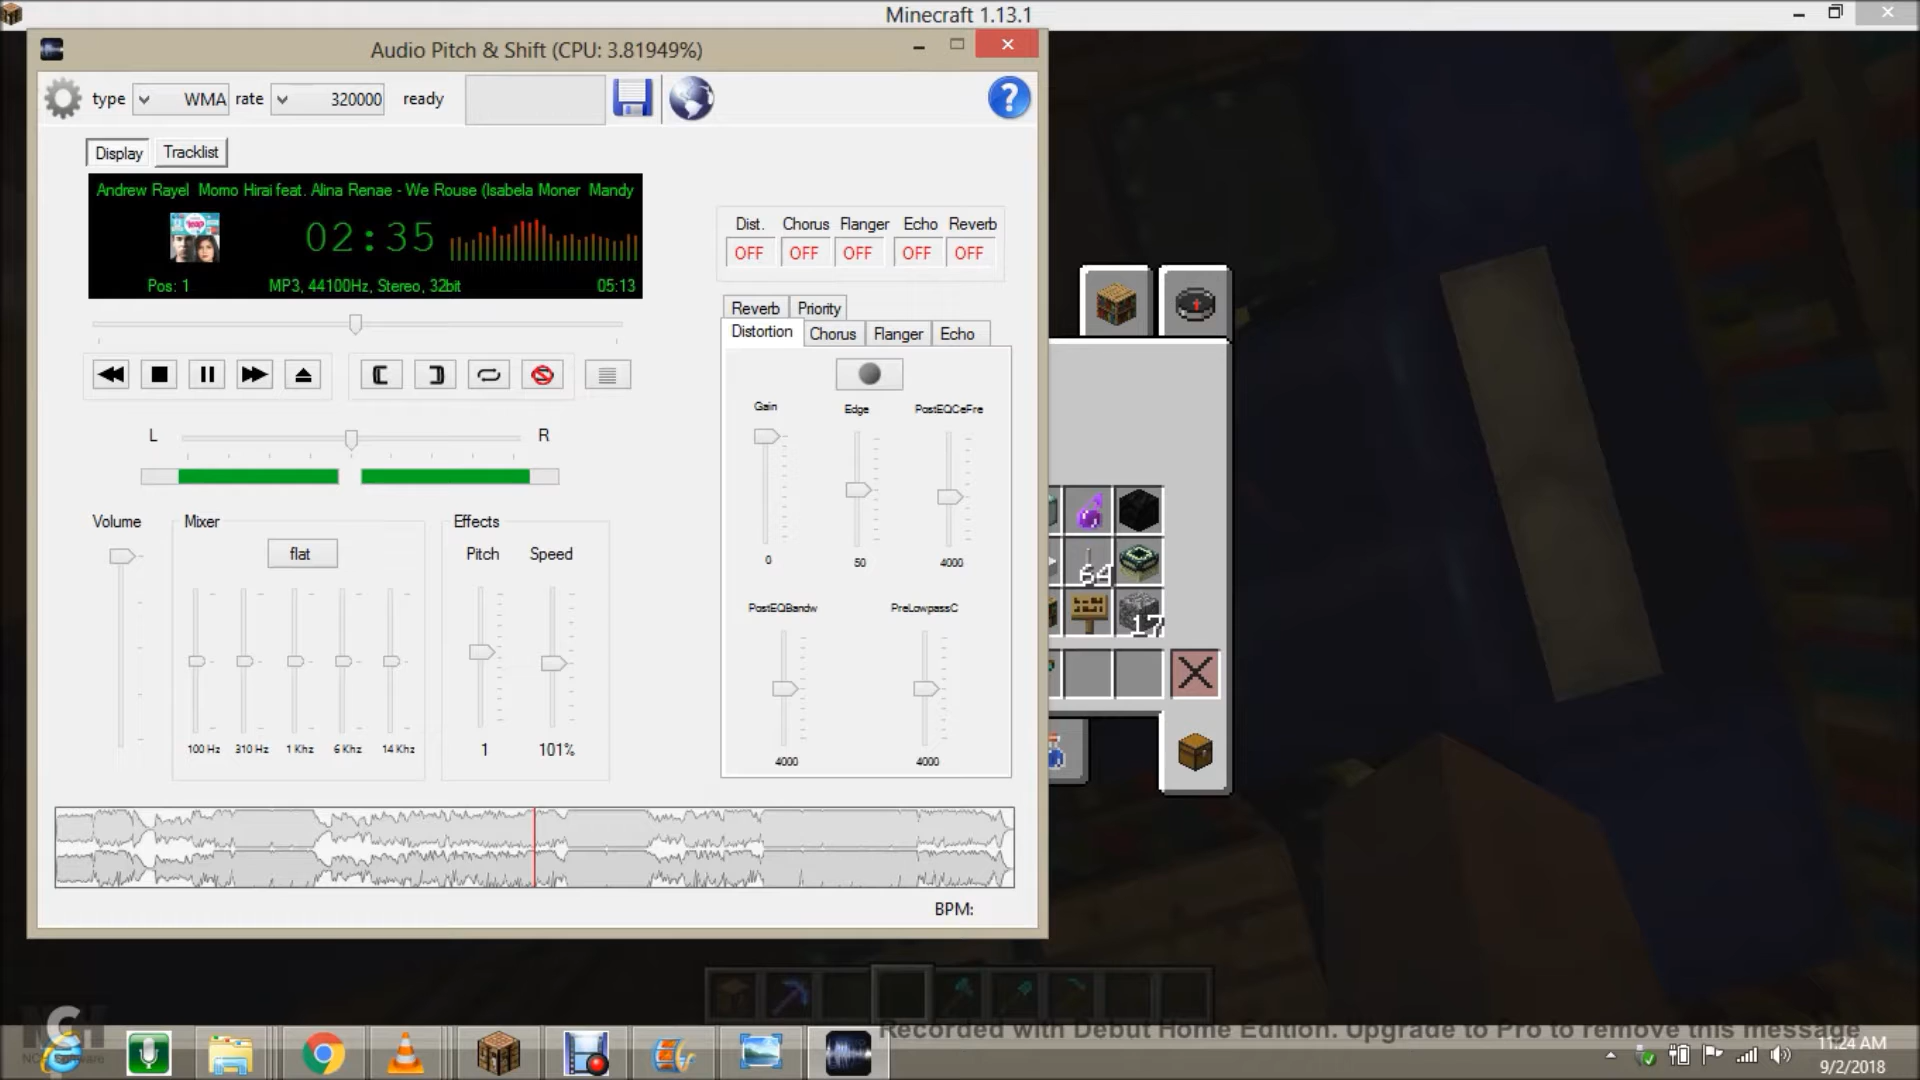 Minecraft 1.13.1
Audio Pitch & Shift (CPU: 3.81949%)
type WMA rate 320000 ready
Display Tracklist
Andrew Rayel Momo Hirai feat. Alina Renae - We Rouse (Isabela Moner Mandy
02:35
Pos: 1 MP3, 44100Hz, Stereo, 32bit 05:13
Dist. Chorus Flanger Echo Reverb
OFF OFF OFF OFF OFF
Reverb Priority
Distortion Chorus Flanger Echo
L R
Gain Edge PostEQCeFre
0 50 4000
PostEQBandw PreLowpassC
4000 4000
Volume Mixer Effects
flat Pitch Speed
100 Hz 310 Hz 1 Khz 6 Khz 14 Khz 1 101%
BPM:
64
17
Recorded with Debut Home Edition. Upgrade to Pro to remove this message
NCH Software
11:24 AM
9/2/2018